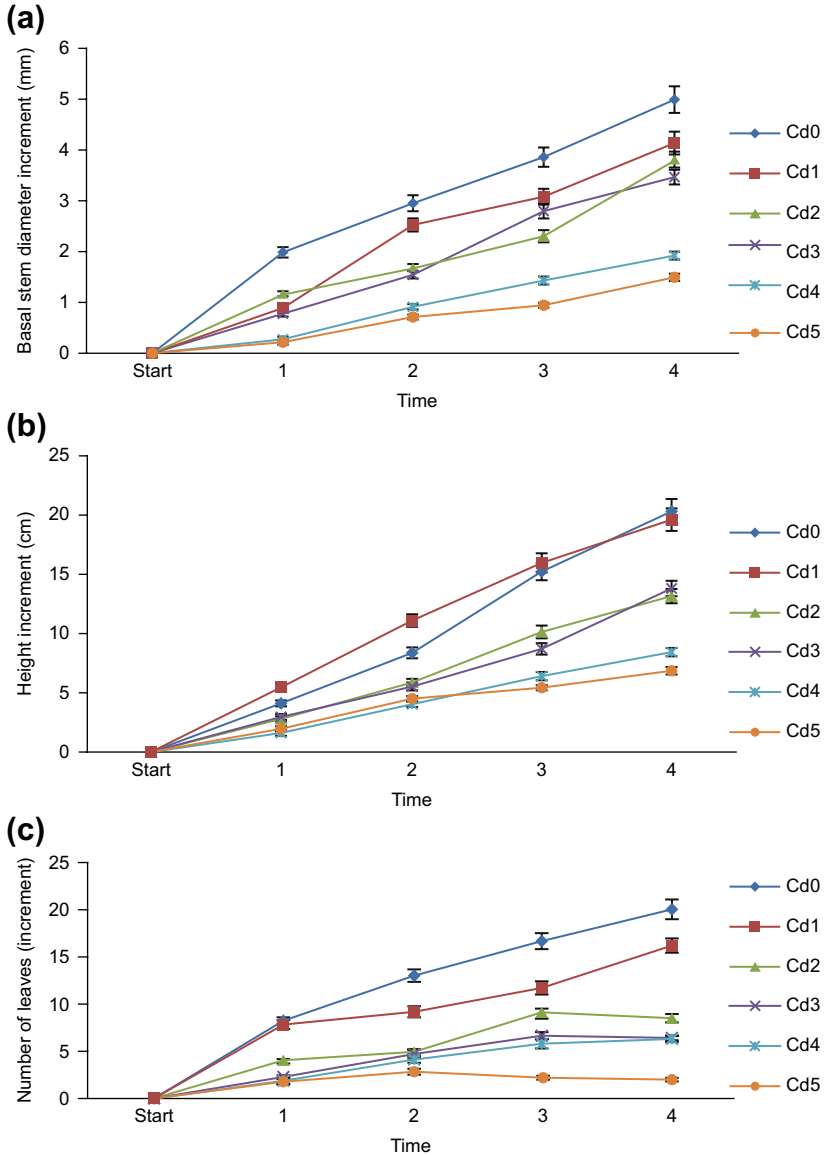 (a)
Basal stem diameter increment (mm)
6
5
4
3
2
1
0
Start 1 2 3 4
Time
Cd0
Cd1
Cd2
Cd3
Cd4
Cd5
(b)
Height increment (cm)
25
20
15
10
5
0
Start 1 2 3 4
Time
Cd0
Cd1
Cd2
Cd3
Cd4
Cd5
(c)
Number of leaves (increment)
25
20
15
10
5
0
Start 1 2 3 4
Time
Cd0
Cd1
Cd2
Cd3
Cd4
Cd5